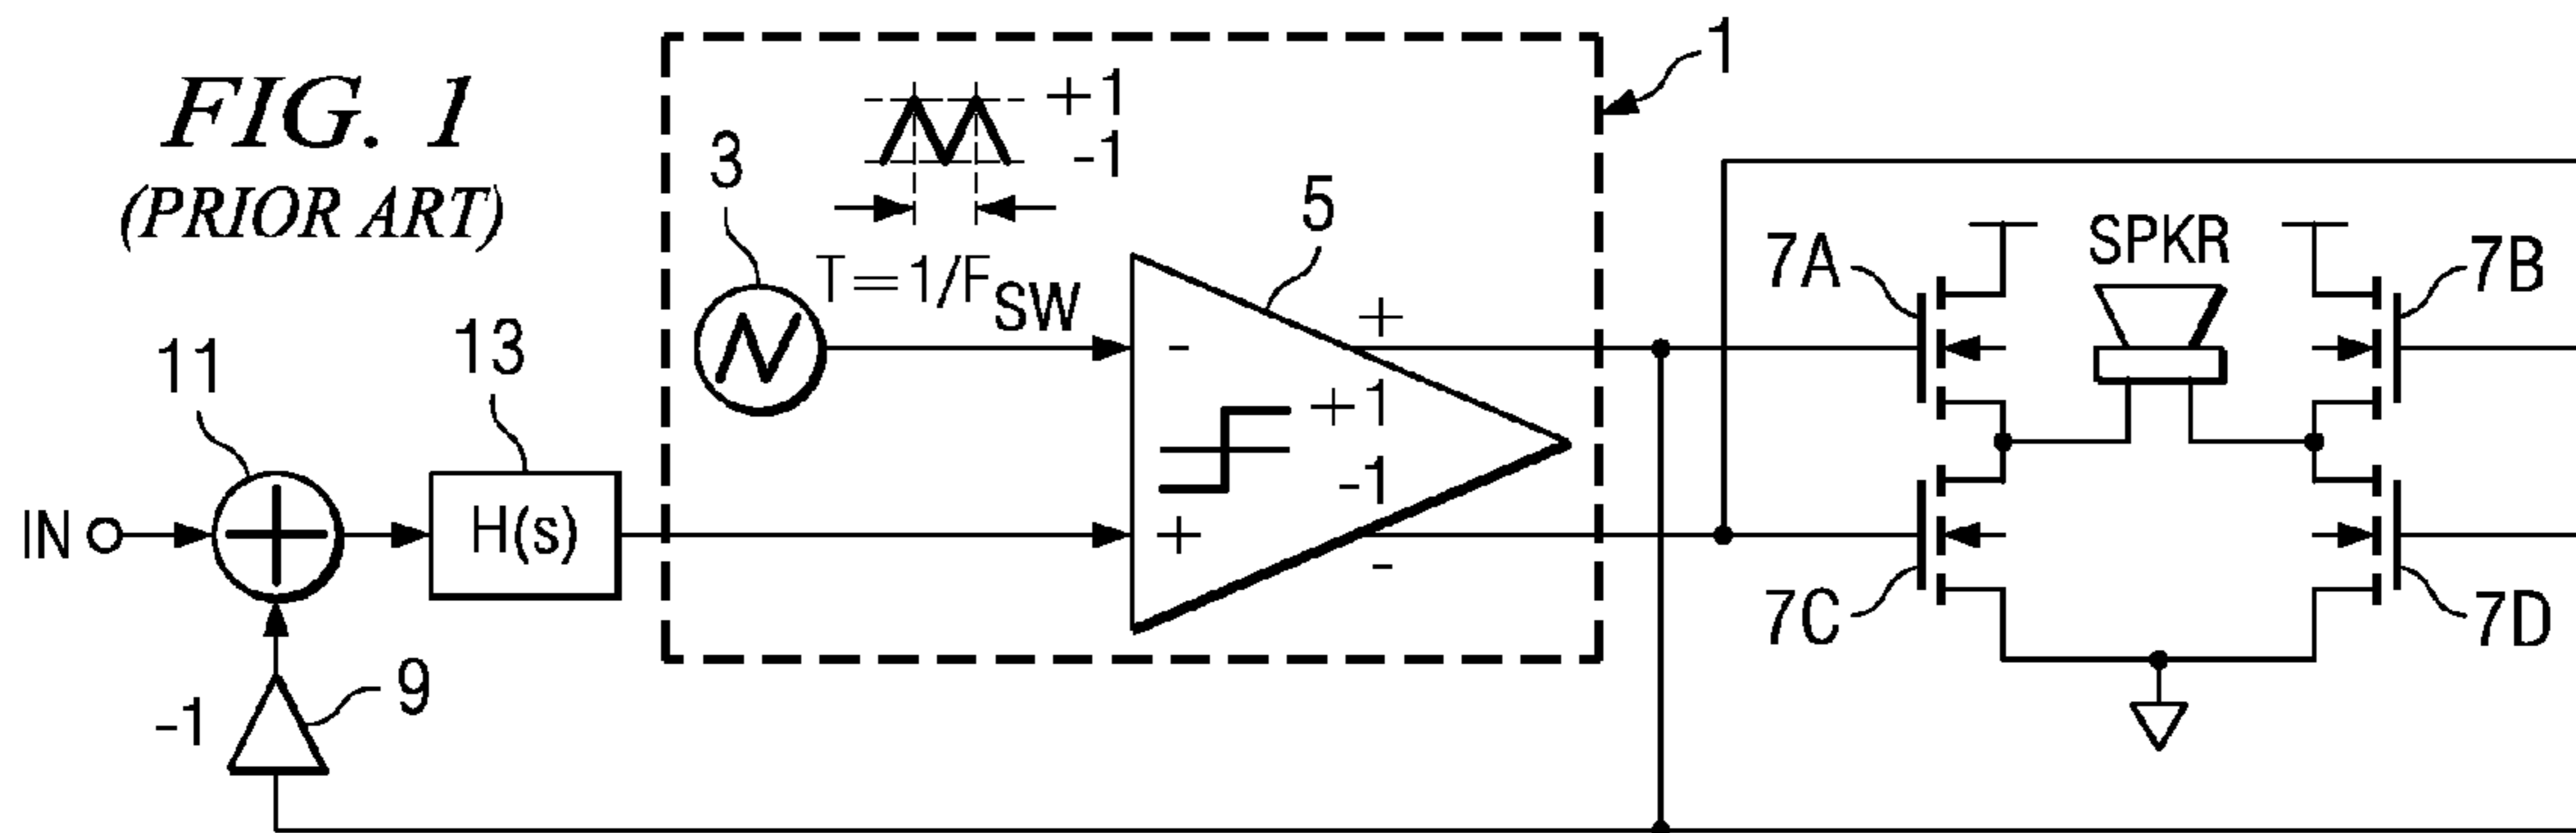 FIG. 1
(PRIOR ART)
1
+1
-1
3
5
T=1/F SW
SPKR
7A
7B
13
11
-
+
+1
-1
IN
H(s)
+
-
7C
7D
-1
9